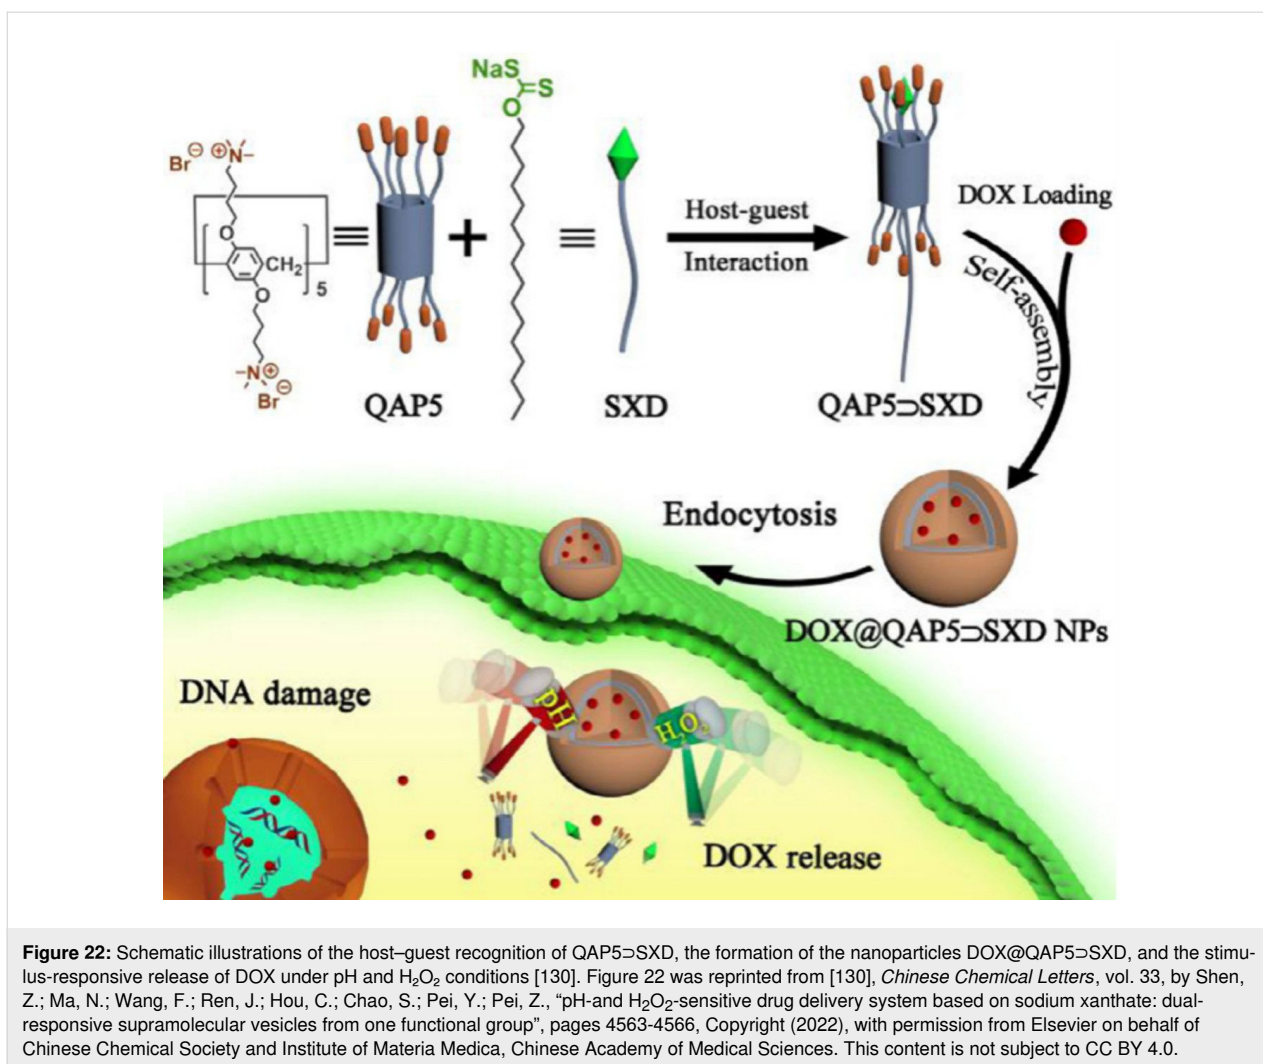 NaS
S
O
Br⊖ ⊕N
O
CH2
5
O
N⊕
Br⊖
≡
+
≡
Host-guest
Interaction
DOX Loading
Self-assembly
QAP5
SXD
QAP5⊃SXD
Endocytosis
DOX@QAP5⊃SXD NPs
DNA damage
pH
H2O2
DOX release
Figure 22: Schematic illustrations of the host–guest recognition of QAP5⊃SXD, the formation of the nanoparticles DOX@QAP5⊃SXD, and the stimu-
lus-responsive release of DOX under pH and H₂O₂ conditions [130]. Figure 22 was reprinted from [130], Chinese Chemical Letters, vol. 33, by Shen,
Z.; Ma, N.; Wang, F.; Ren, J.; Hou, C.; Chao, S.; Pei, Y.; Pei, Z., “pH-and H₂O₂-sensitive drug delivery system based on sodium xanthate: dual-
responsive supramolecular vesicles from one functional group”, pages 4563-4566, Copyright (2022), with permission from Elsevier on behalf of
Chinese Chemical Society and Institute of Materia Medica, Chinese Academy of Medical Sciences. This content is not subject to CC BY 4.0.